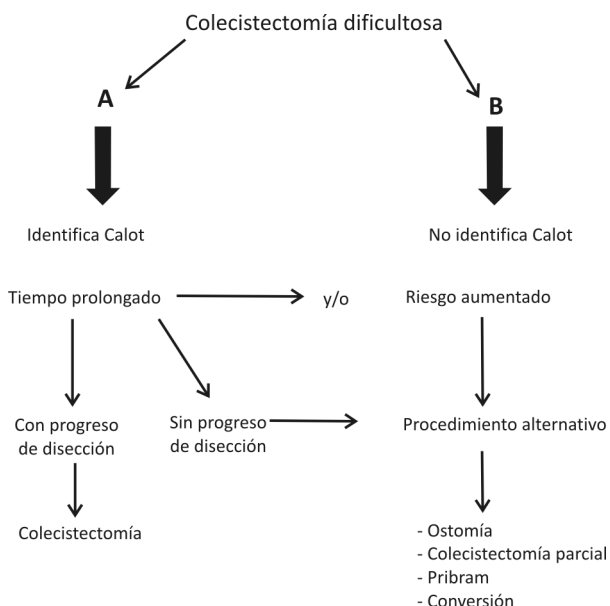 Colecistectomía dificultosa
A
B
Identifica Calot
No identifica Calot
Tiempo prolongado
y/o
Riesgo aumentado
Con progreso
de disección
Sin progreso
de disección
Procedimiento alternativo
Colecistectomía
- Ostomía
- Colecistectomía parcial
- Pribram
- Conversión